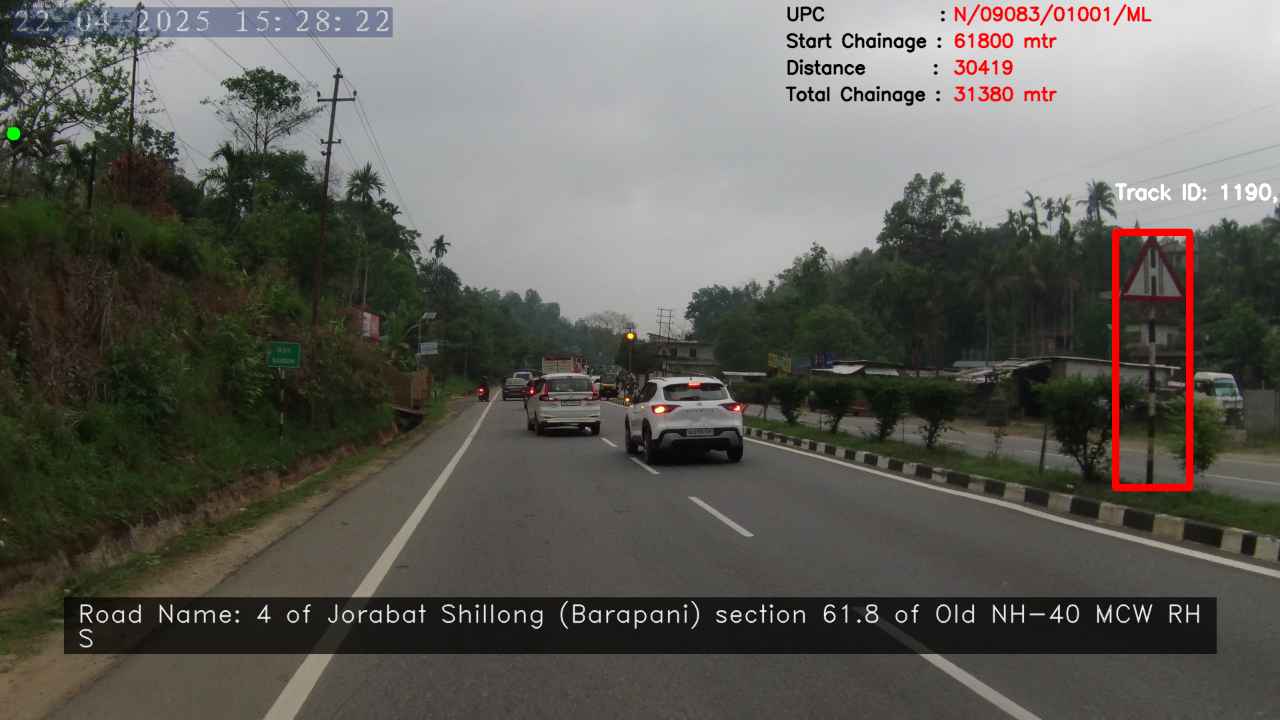 22-04-2025 15:28:22
UPC : N/09083/01001/ML
Start Chainage : 61800 mtr
Distance : 30419
Total Chainage : 31380 mtr
Track ID: 1190,
Road Name: 4 of Jorabat Shillong (Barapani) section 61.8 of Old NH-40 MCW RH
S